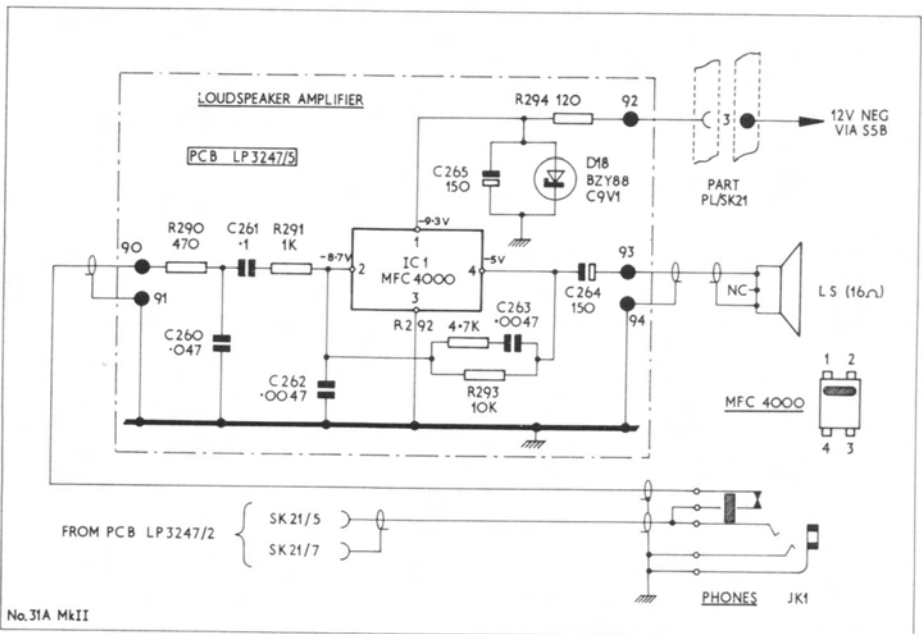 LOUDSPEAKER AMPLIFIER
PCB LP3247/5
R294 120
92
3
12V NEG
VIA S5B
PART
PL/SK21
C265
150
D18
BZY88
C9V1
-9·3V
90
R290
470
C261
·1
R291
1K
-8·7V
1
2
IC1
MFC 4000
4
3
-5V
93
C264
150
94
NC
LS (16Ω)
91
C260
·047
R292
4·7K
C263
·0047
C262
·0047
R293
10K
MFC 4000
1 2
4 3
FROM PCB LP3247/2
SK21/5
SK21/7
PHONES JK1
No.31A MkII